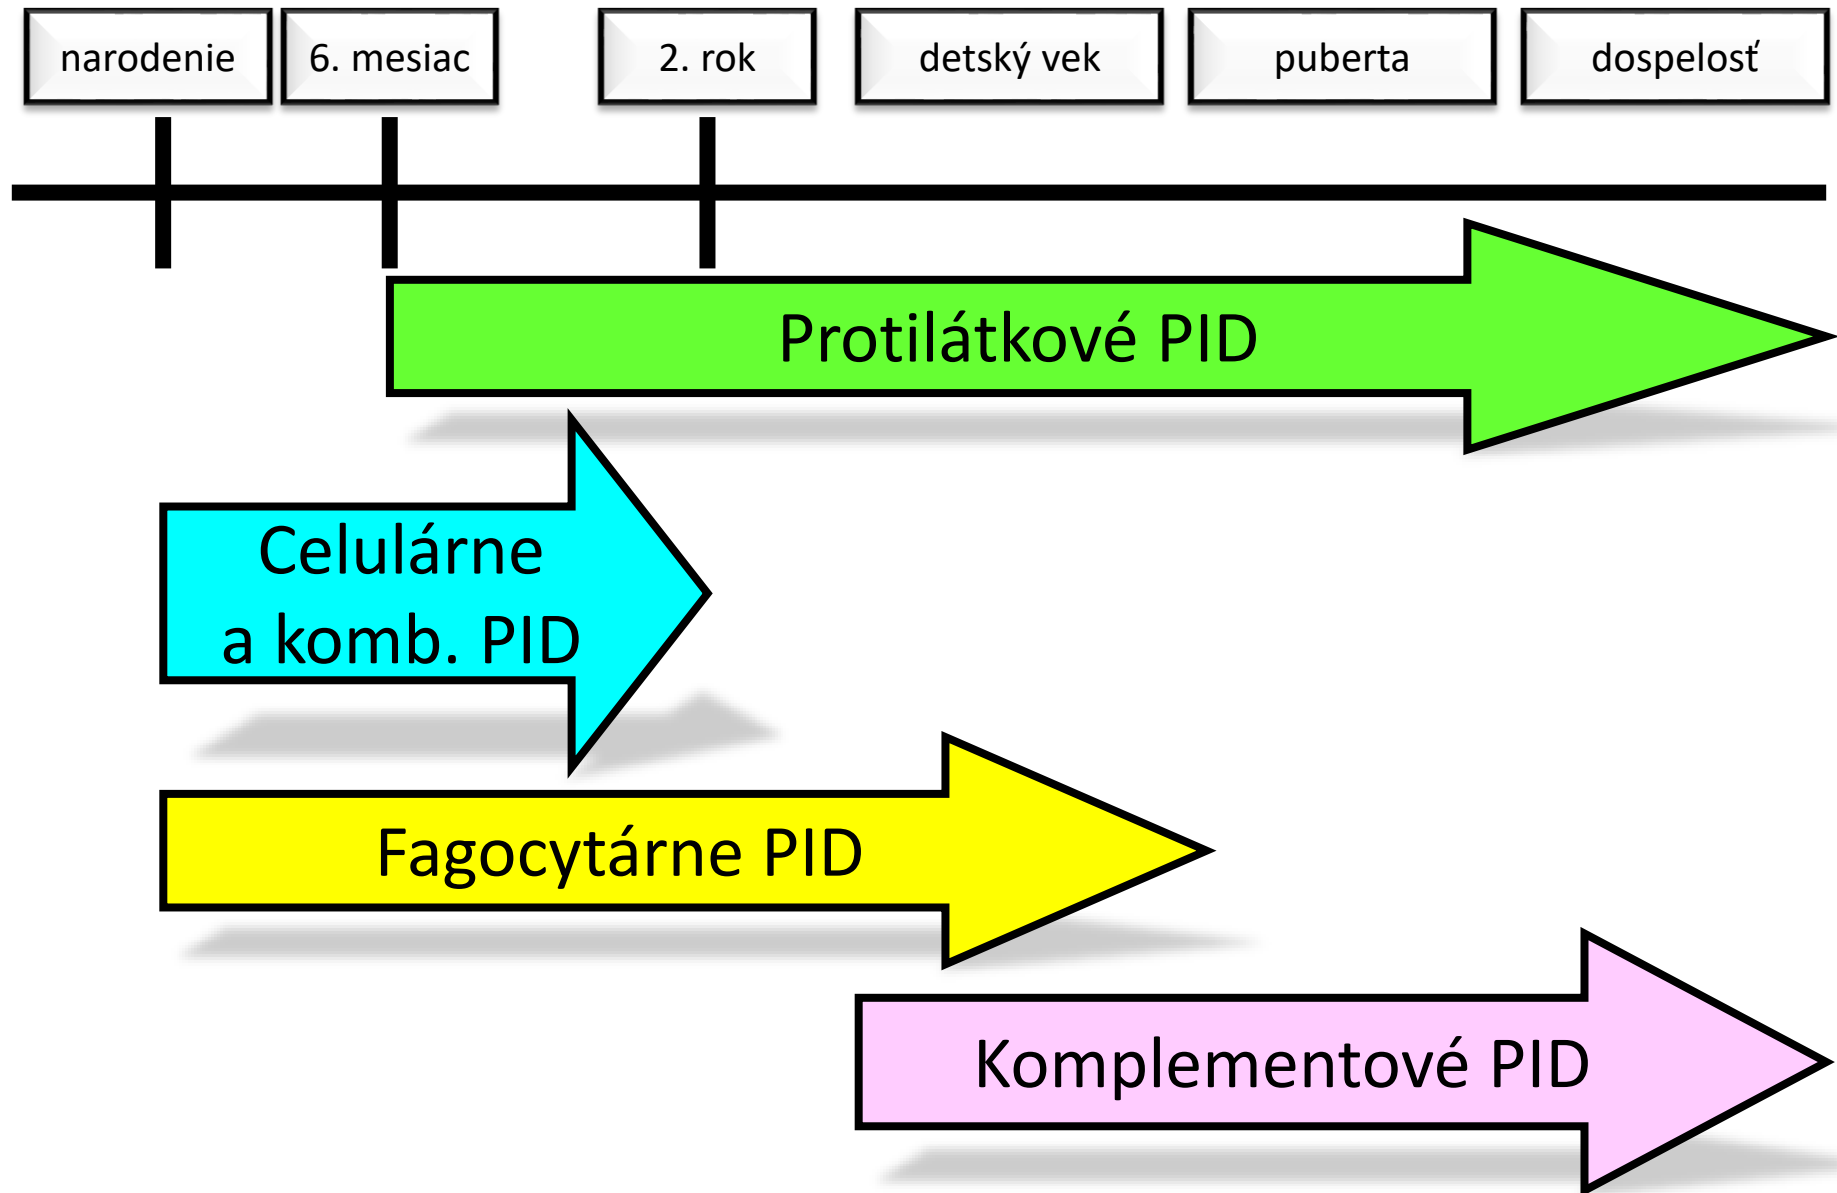 narodenie
6. mesiac
2. rok
detský vek
puberta
dospelosť
Protilátkové PID
Celulárne
a komb. PID
Fagocytárne PID
Komplementové PID